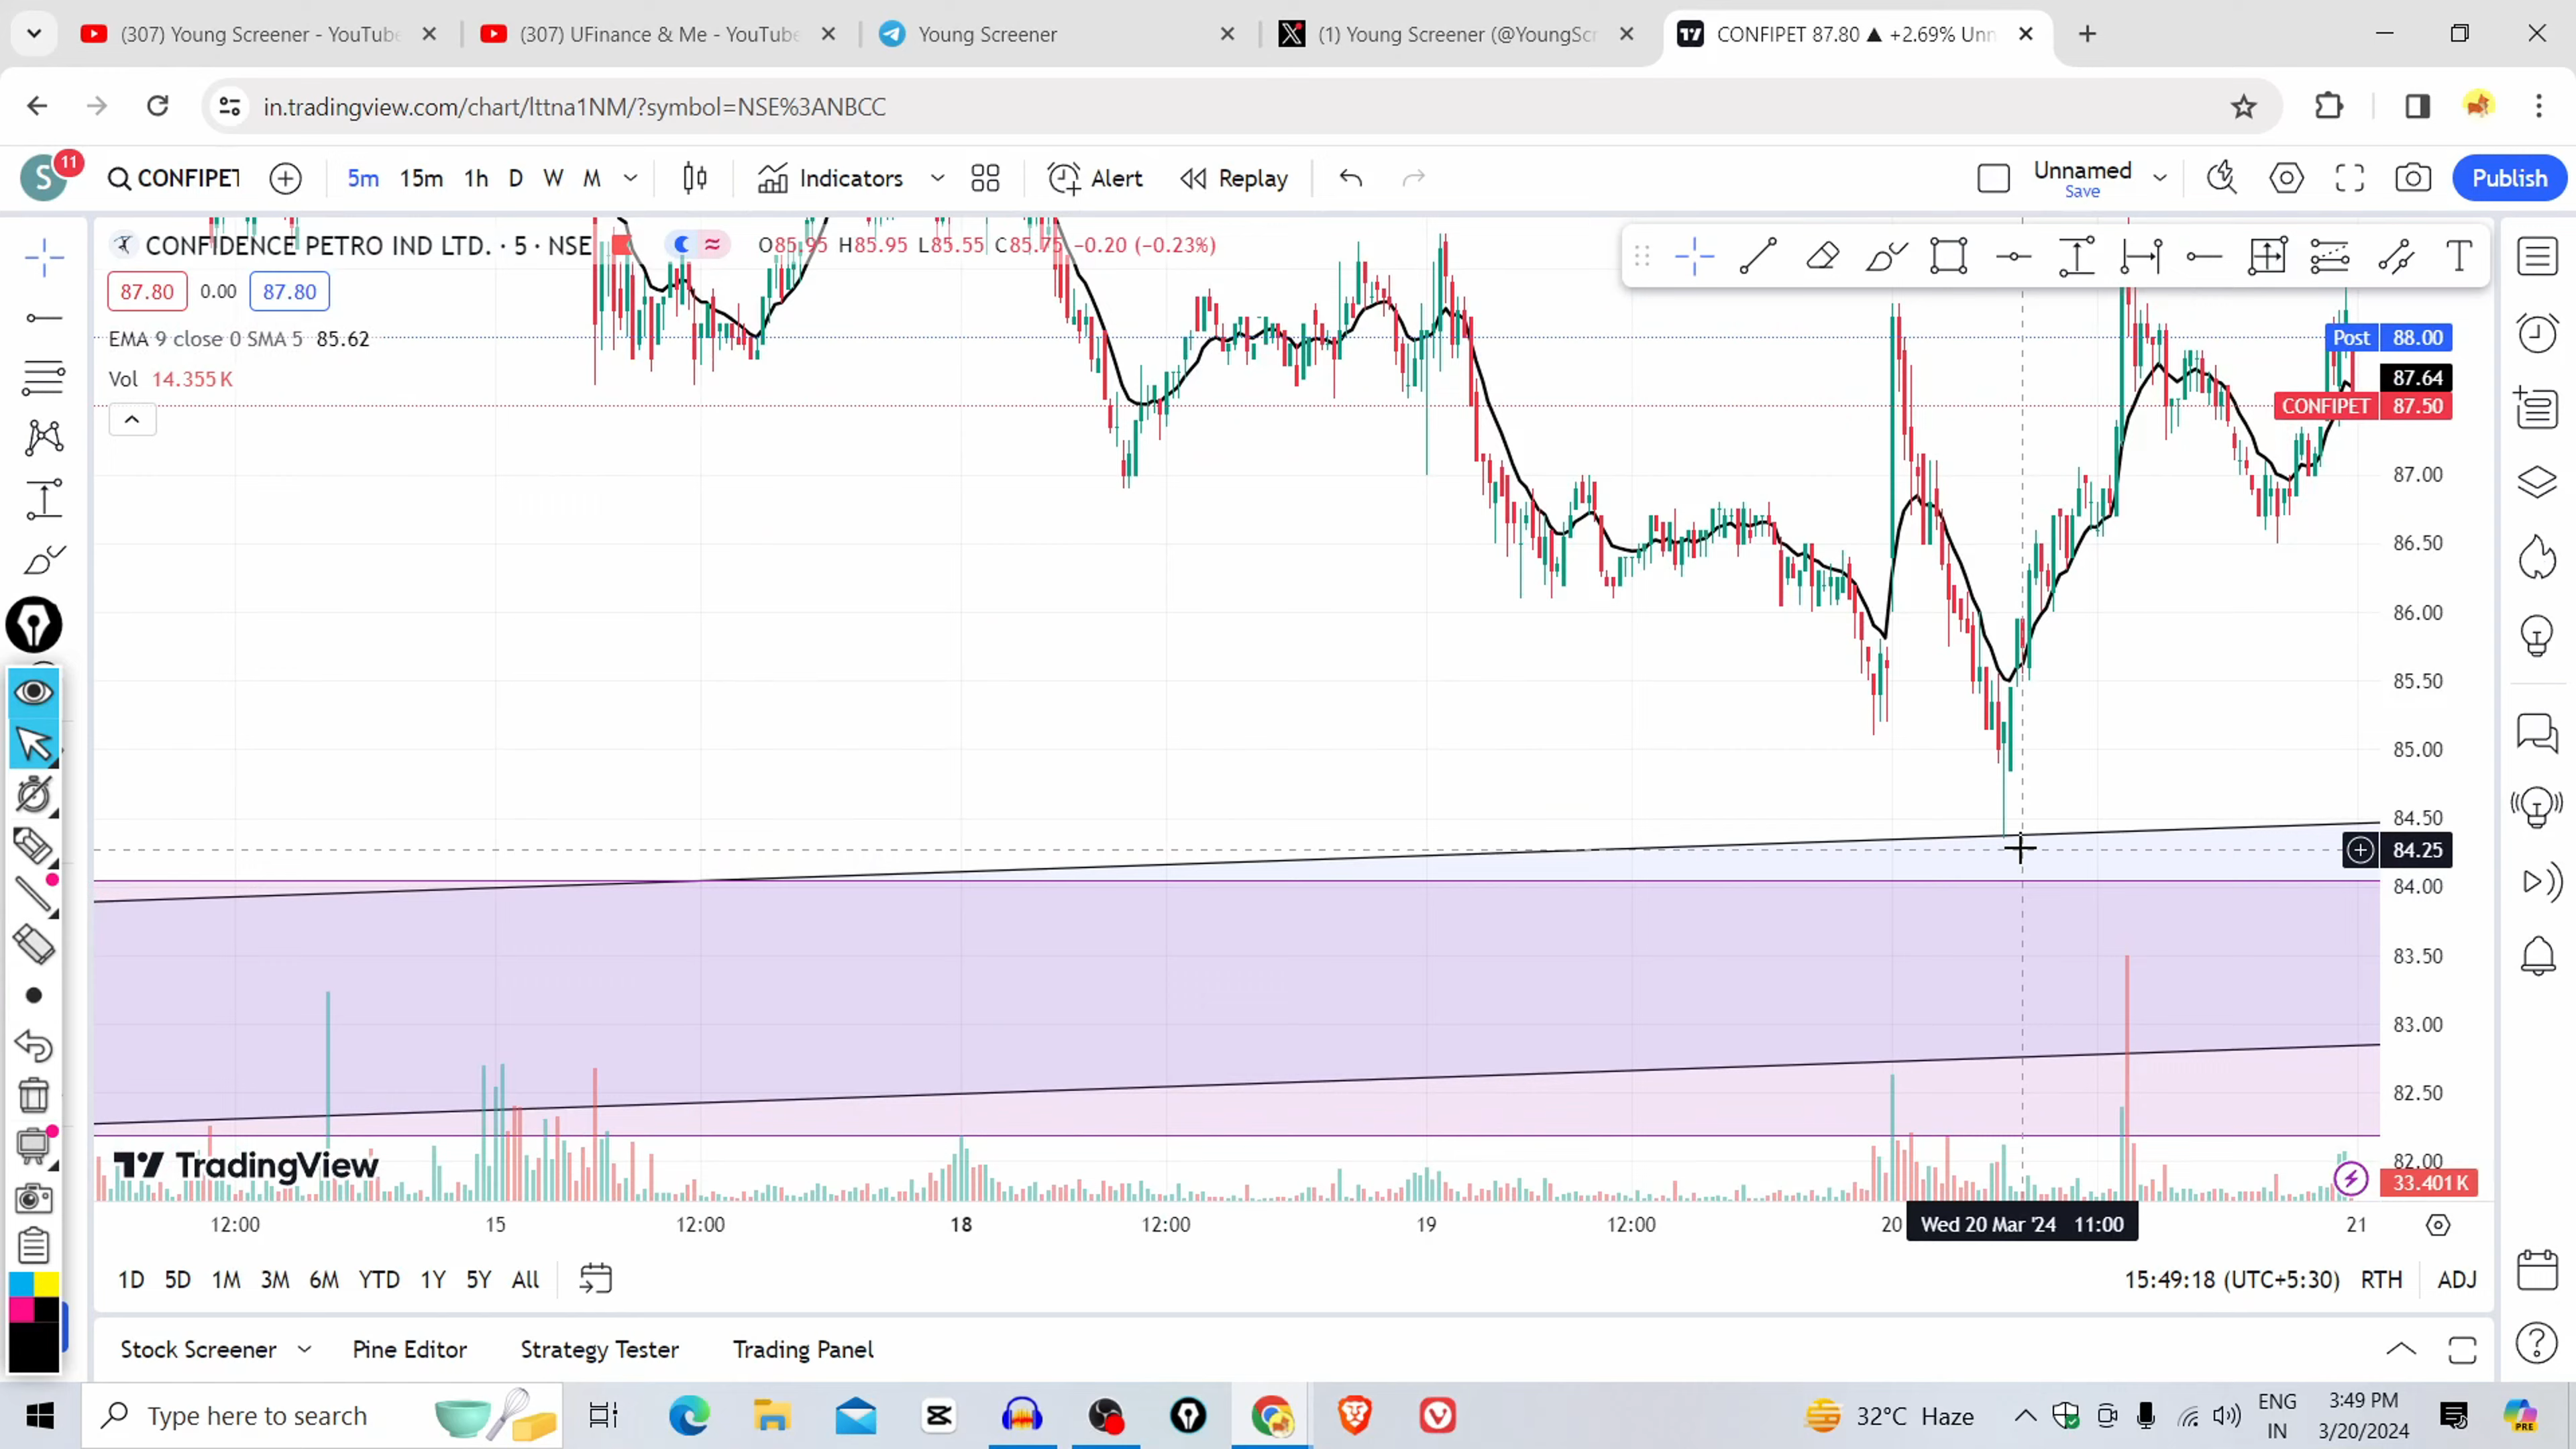 (307) Young Screener - YouTube
(307) UFinance & Me - YouTube
Young Screener
(1) Young Screener (@YoungScr
CONFIPET 87.80 ▲ +2.69% Unn
in.tradingview.com/chart/lttna1NM/?symbol=NSE%3ANBCC
S
11
CONFIPET
5m
15m
1h
D
W
M
Indicators
Alert
Replay
Unnamed
Save
Publish
CONFIDENCE PETRO IND LTD. · 5 · NSE
O85.95 H85.95 L85.55 C85.75 −0.20 (−0.23%)
87.80
0.00
87.80
EMA 9 close 0 SMA 5 85.62
Vol 14.355 K
Post 88.00
87.64
CONFIPET 87.50
87.00
86.50
86.00
85.50
85.00
84.50
84.25
84.00
83.50
83.00
82.50
82.00
33.401 K
TradingView
12:00
15
12:00
18
12:00
19
12:00
20
Wed 20 Mar '24 11:00
21
1D
5D
1M
3M
6M
YTD
1Y
5Y
All
15:49:18 (UTC+5:30)
RTH
ADJ
Stock Screener
Pine Editor
Strategy Tester
Trading Panel
Type here to search
32°C Haze
ENG
IN
3:49 PM
3/20/2024
PRE